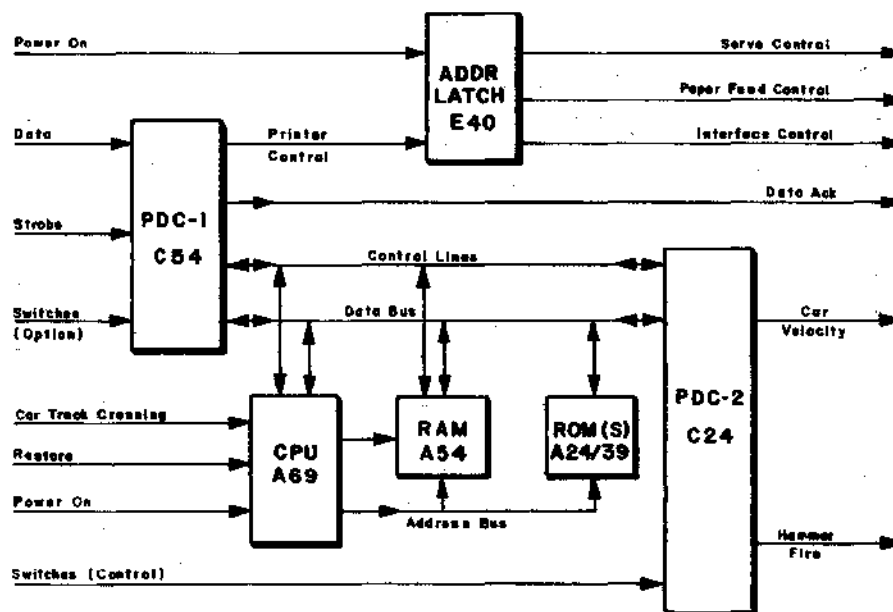 Power On
ADDR
LATCH
E40
Servo Control
Paper Feed Control
Interface Control
Data
Printer
Control
Data Ack
PDC-1
C54
Strobe
Control Lines
Switches
(Option)
Data Bus
Car
Velocity
PDC-2
C24
Car Track Crossing
CPU
A69
RAM
A54
ROM(S)
A24/39
Restore
Power On
Address Bus
Hammer
Fire
Switches (Control)